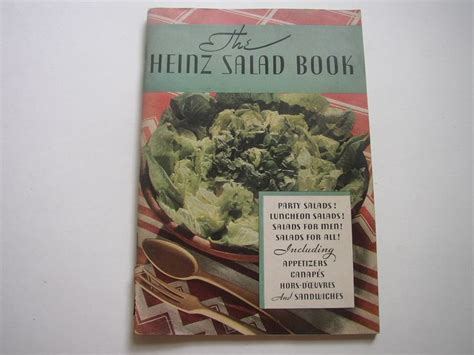 The
HEINZ SALAD BOOK
PARTY SALADS!
LUNCHEON SALADS!
SALADS FOR MEN!
SALADS FOR ALL!
Including
APPETIZERS
CANAPÉS
HORS-D'ŒUVRES
And SANDWICHES